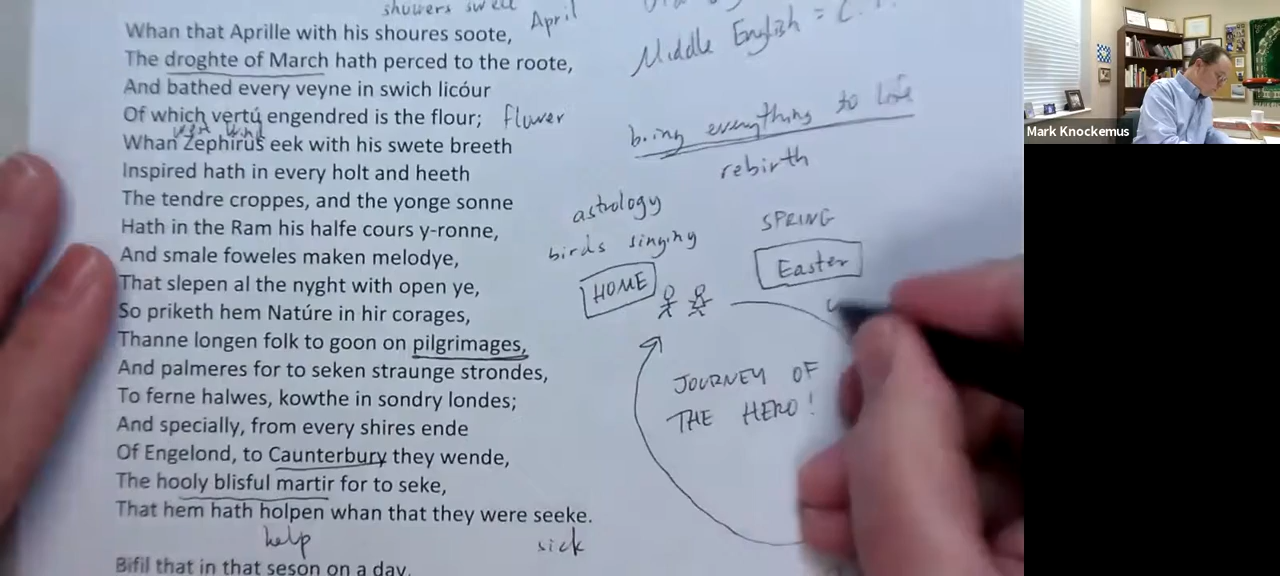 showers swell
April
Middle English =
Whan that Aprille with his shoures soote,
The droghte of March hath perced to the roote,
And bathed every veyne in swich licóur
Of which vertú engendred is the flour;
flower
West Wind
Whan Zephirus eek with his swete breeth
Inspired hath in every holt and heeth
The tendre croppes, and the yonge sonne
Hath in the Ram his halfe cours y-ronne,
And smale foweles maken melodye,
That slepen al the nyght with open ye,
So priketh hem Natúre in hir corages,
Thanne longen folk to goon on pilgrimages,
And palmeres for to seken straunge strondes,
To ferne halwes, kowthe in sondry londes;
And specially, from every shires ende
Of Engelond, to Caunterbury they wende,
The hooly blisful martir for to seke,
That hem hath holpen whan that they were seeke.
help
sick
Bifil that in that seson on a day,
bring everything to life
rebirth
astrology
birds singing
SPRING
Easter
HOME
JOURNEY OF
THE HERO!
Mark Knockemus